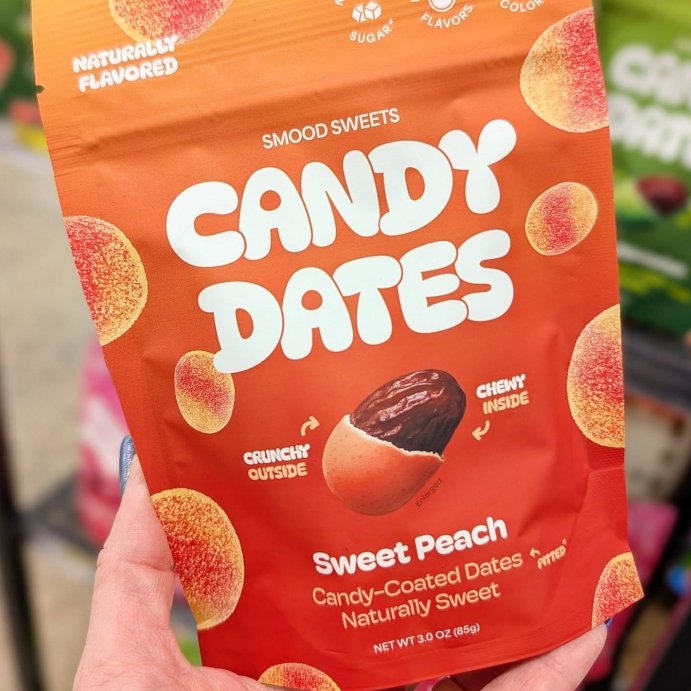 SUGAR*
FLAVORS
COLOR
NATURALLY
FLAVORED
SMOOD SWEETS
CANDY
DATES
CHEWY
INSIDE
CRUNCHY
OUTSIDE
Enlarged
Sweet Peach
Candy-Coated Dates
PITTED
Naturally Sweet
NET WT 3.0 OZ (85g)